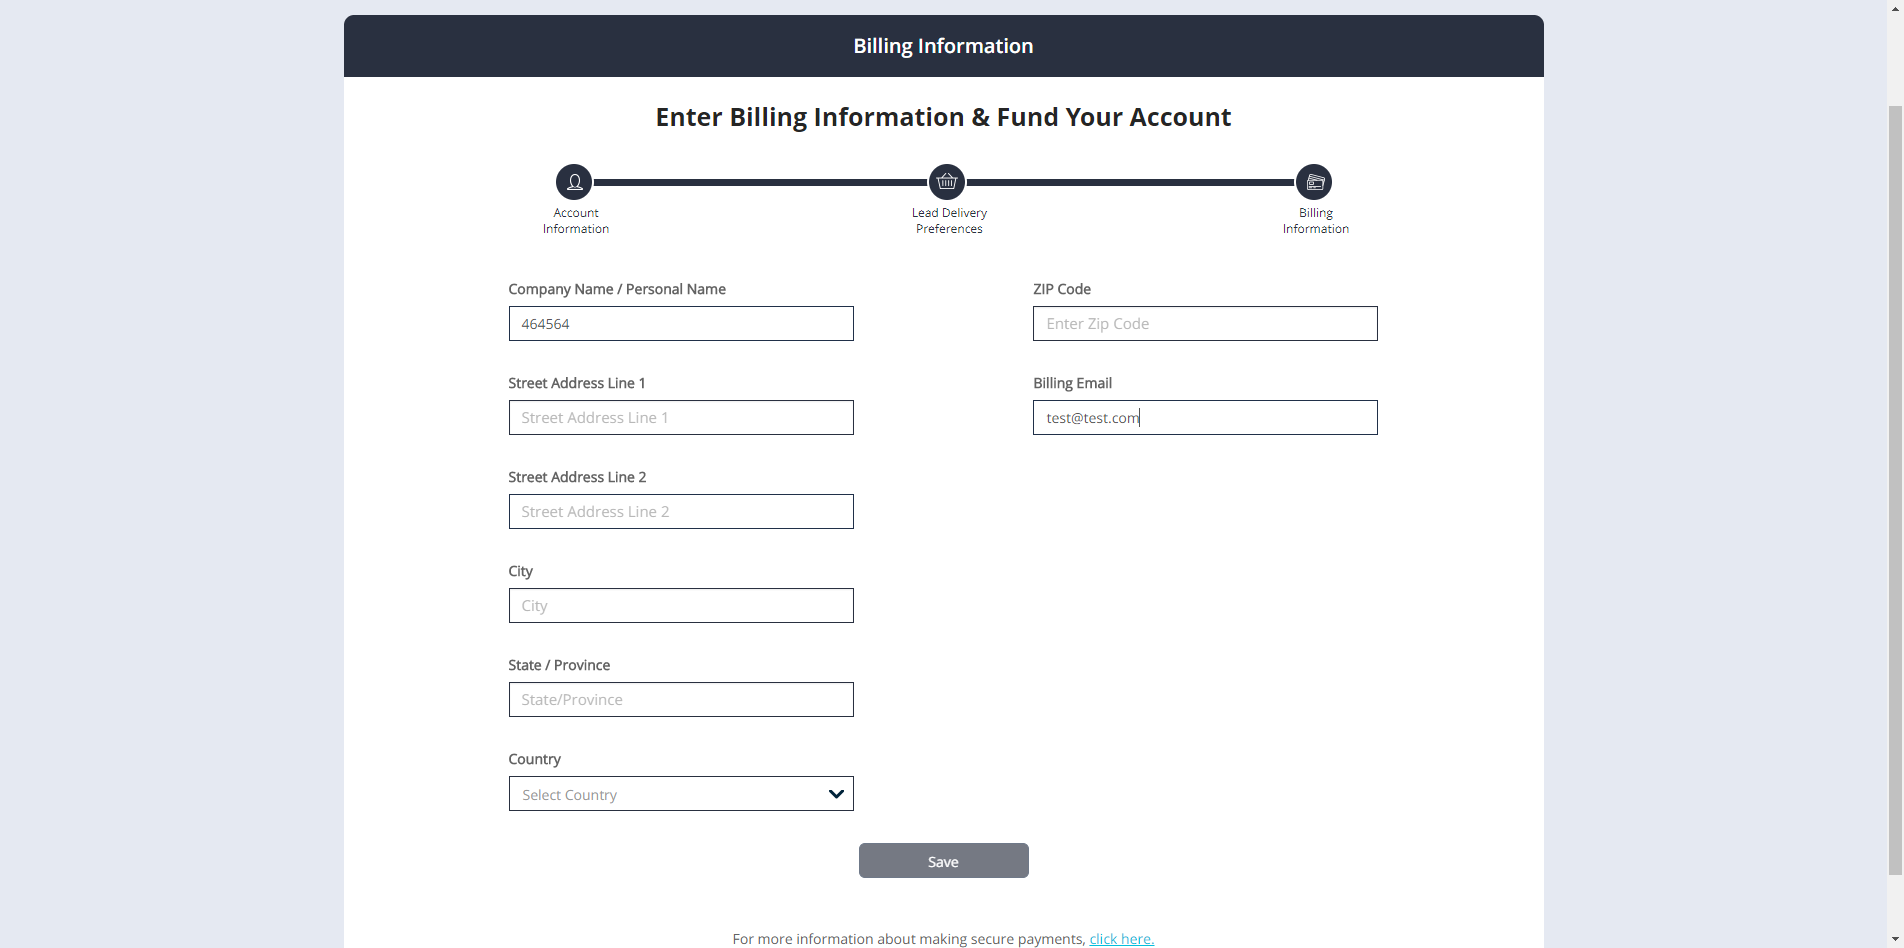 Billing Information
Enter Billing Information & Fund Your Account
Account
Information
Lead Delivery
Preferences
Billing
Information
Company Name / Personal Name
464564
Street Address Line 1
Street Address Line 1
Street Address Line 2
Street Address Line 2
City
City
State / Province
State/Province
Country
Select Country
ZIP Code
Enter Zip Code
Billing Email
test@test.com
Save
For more information about making secure payments, click here.